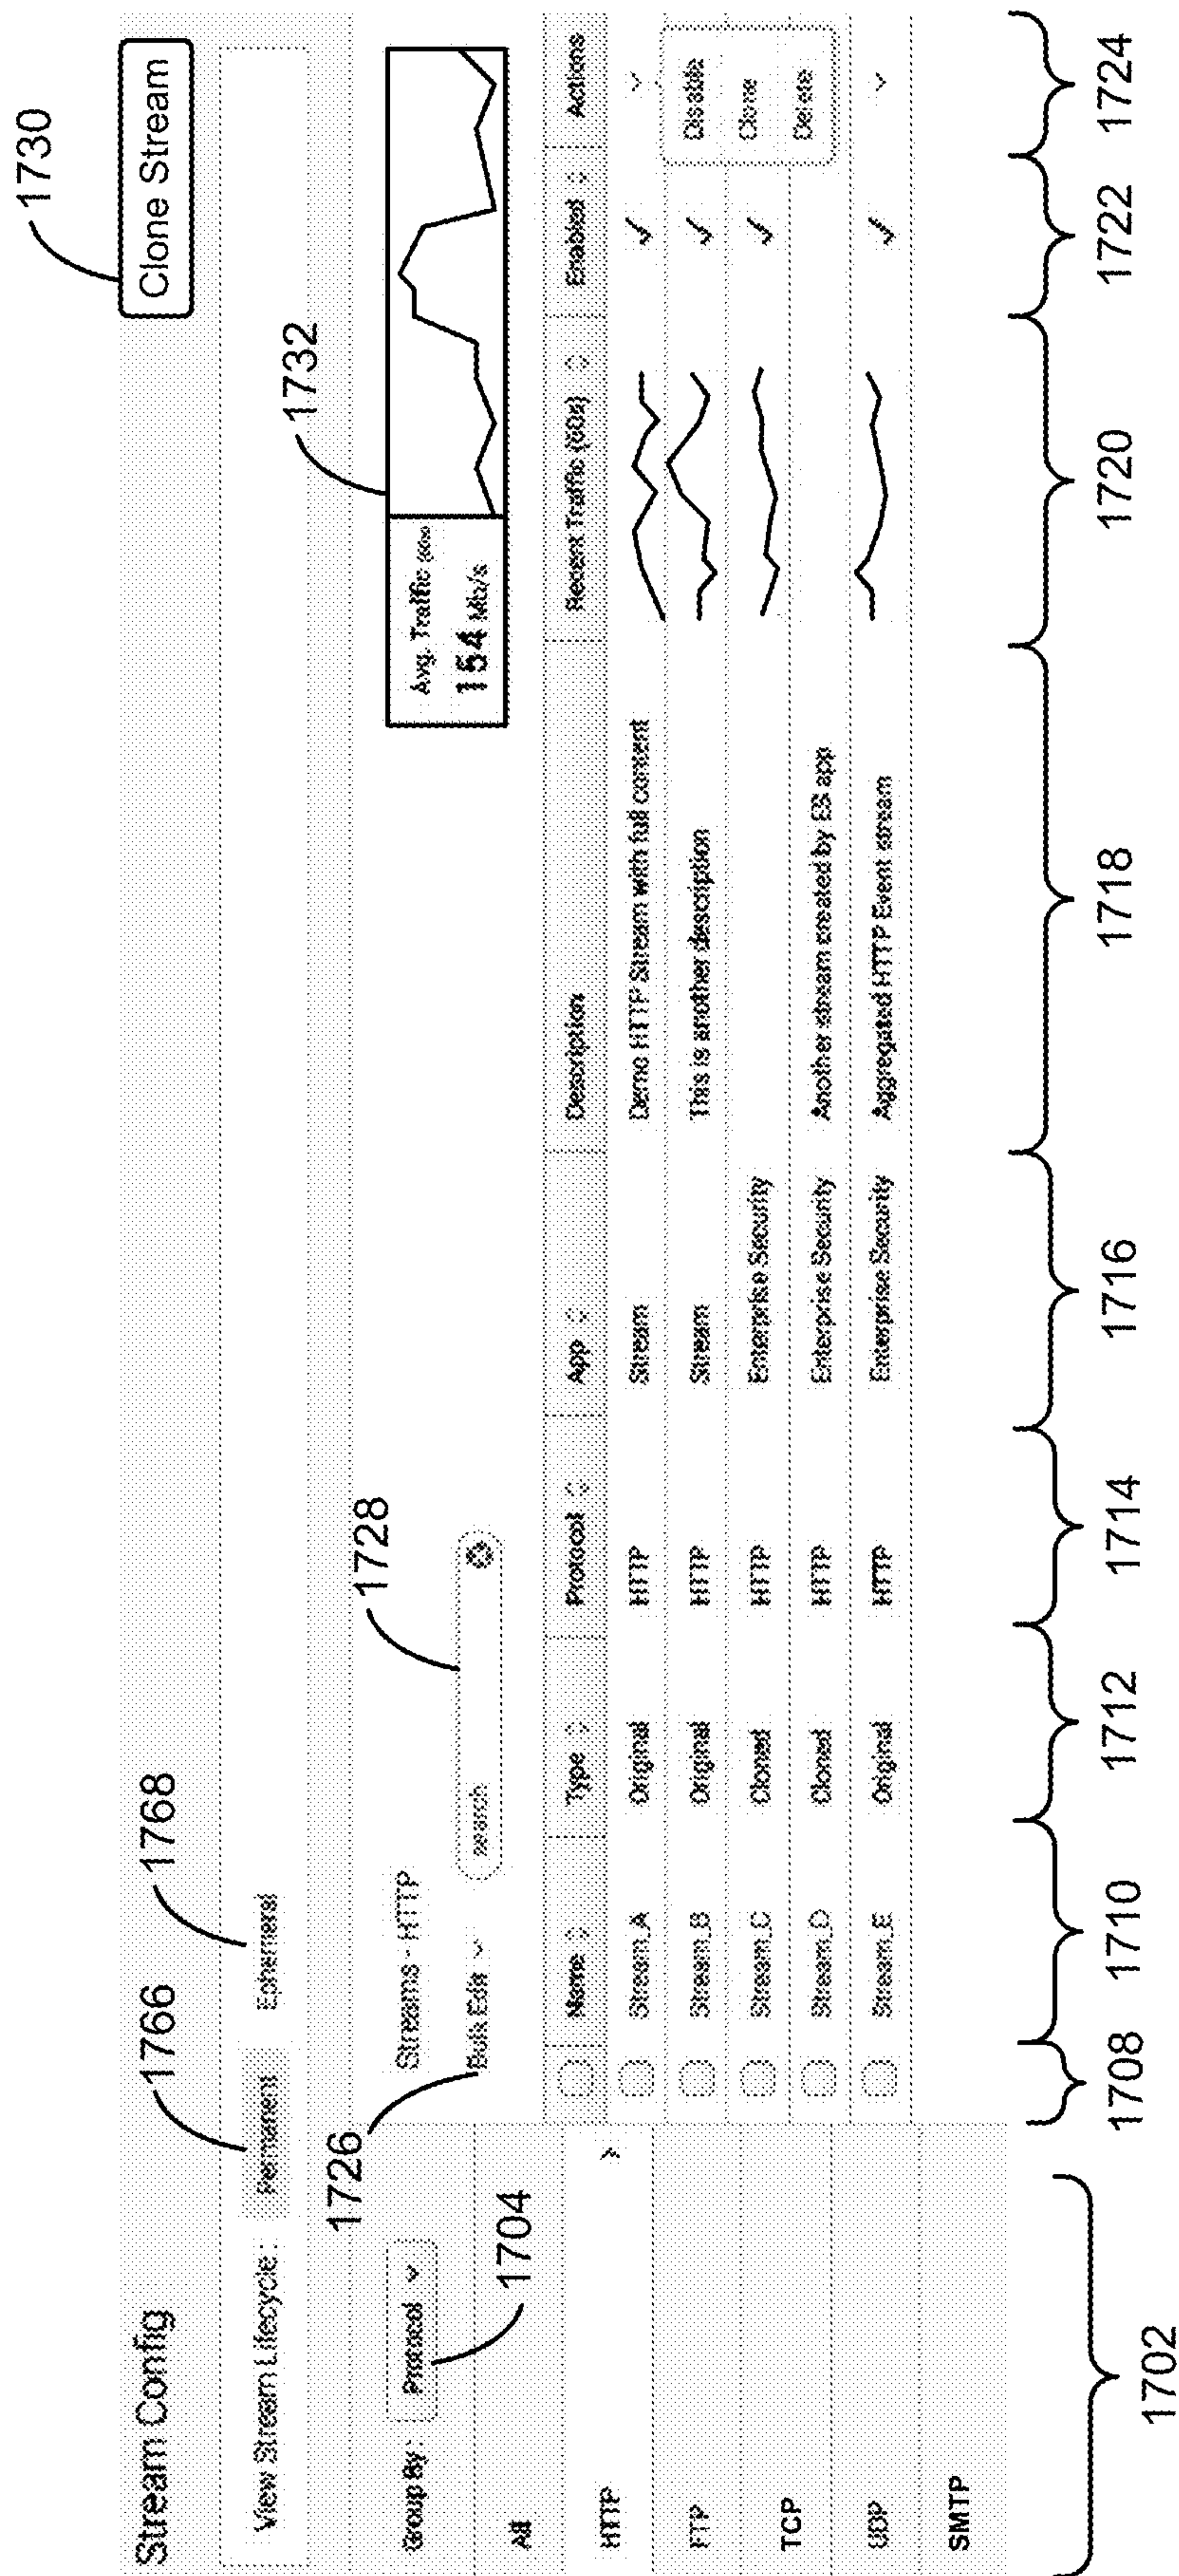 1730
Stream Config
Clone Stream
1766
1768
View Stream Lifecycle :
Permanent
Ephemeral
1726
1728
1732
Group By :
Protocol
Streams - HTTP
Avg. Traffic (60s)
154 Mb/s
Bulk Edit
search
1704
All
HTTP
FTP
TCP
UDP
SMTP
Name Type Protocol App Description Recent Traffic (60s) Enabled Actions
Stream_A Original HTTP Stream Demo HTTP Stream with full content
Stream_B Original HTTP Stream This is another description Disable
Stream_C Cloned HTTP Enterprise Security Clone
Stream_D Cloned HTTP Enterprise Security Another stream created by ES app Delete
Stream_E Original HTTP Enterprise Security Aggregated HTTP Event stream
1702 1708 1710 1712 1714 1716 1718 1720 1722 1724